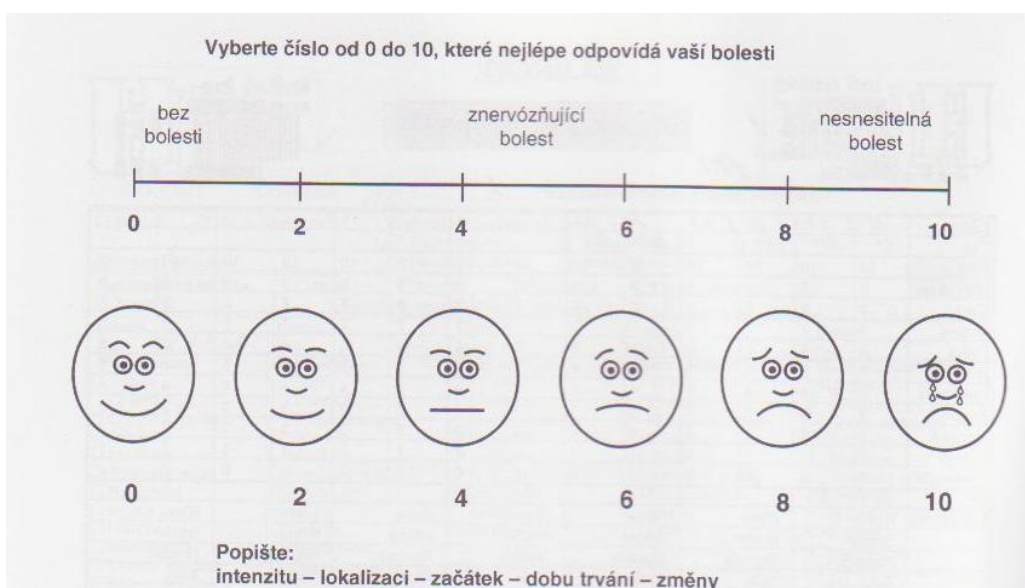 Vyberte číslo od 0 do 10, které nejlépe odpovídá vaší bolesti
bez
bolesti
znervózňující
bolest
nesnesitelná
bolest
0 2 4 6 8 10
0 2 4 6 8 10
Popište:
intenzitu – lokalizaci – začátek – dobu trvání – změny